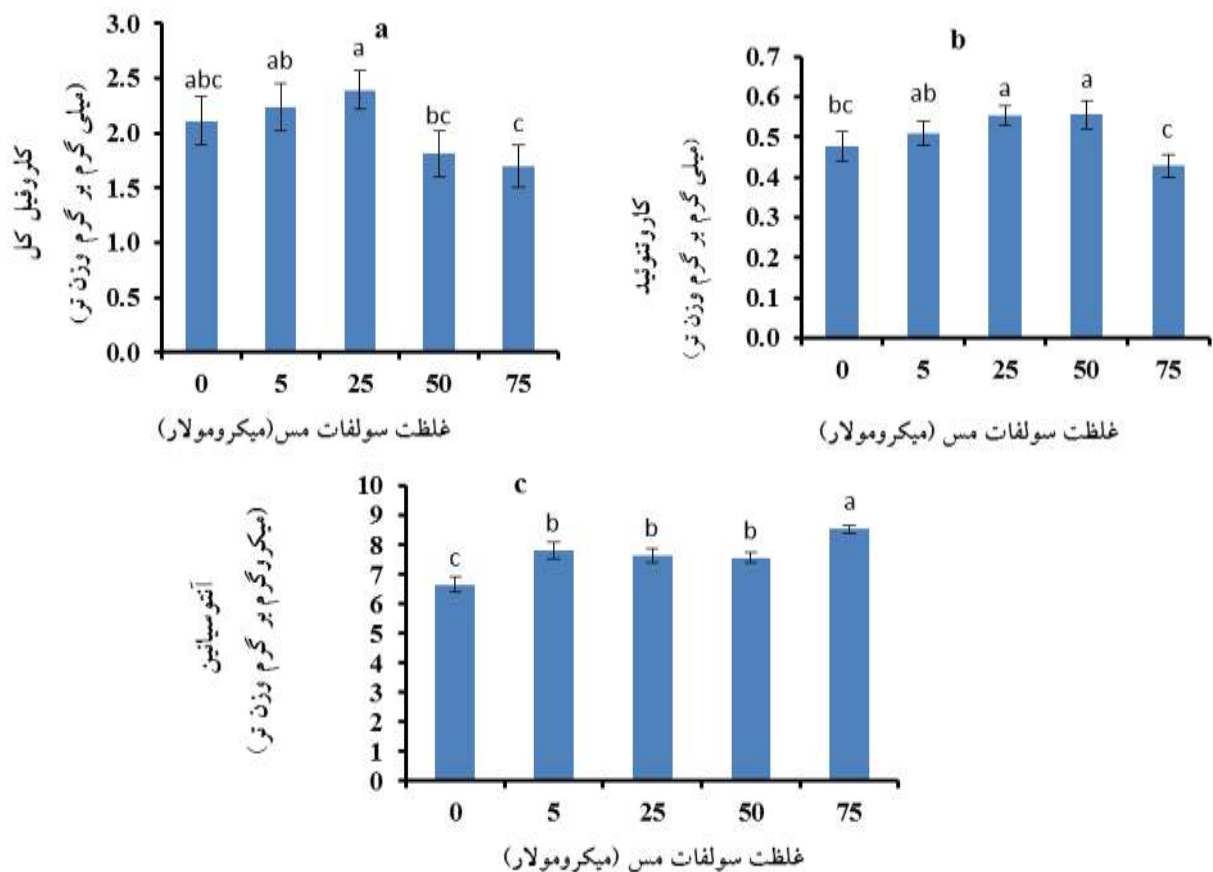 a
3.0
2.5
2.0
1.5
1.0
0.5
0.0
abc
ab
a
bc
c
0
5
25
50
75
کلروفیل کل
(میلی گرم بر گرم وزن تر)
غلظت سولفات مس(میکرومولار)
b
0.7
0.6
0.5
0.4
0.3
0.2
0.1
0.0
bc
ab
a
a
c
0
5
25
50
75
کاروتنوئید
(میلی گرم بر گرم وزن تر)
غلظت سولفات مس (میکرومولار)
c
10
9
8
7
6
5
4
3
2
1
0
c
b
b
b
a
0
5
25
50
75
آنتوسیانین
(میکروگرم بر گرم وزن تر)
غلظت سولفات مس (میکرومولار)